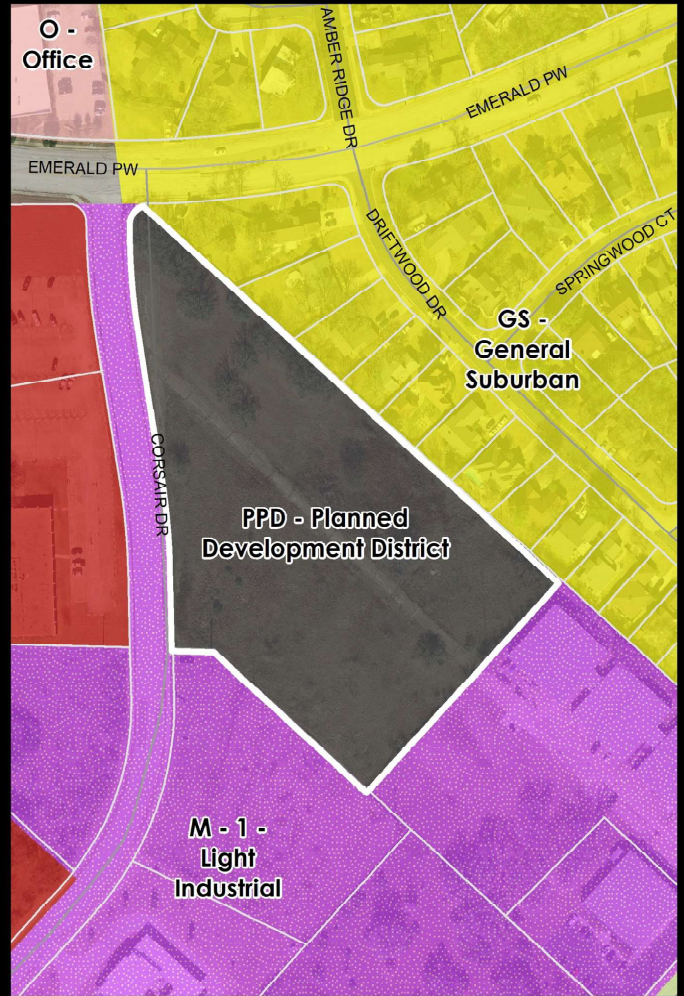 O -
Office
AMBER RIDGE DR
EMERALD PW
EMERALD PW
DRIFTWOOD DR
SPRINGWOOD CT
GS -
General
Suburban
CORSAIR DR
PPD - Planned
Development District
M - 1 -
Light
Industrial